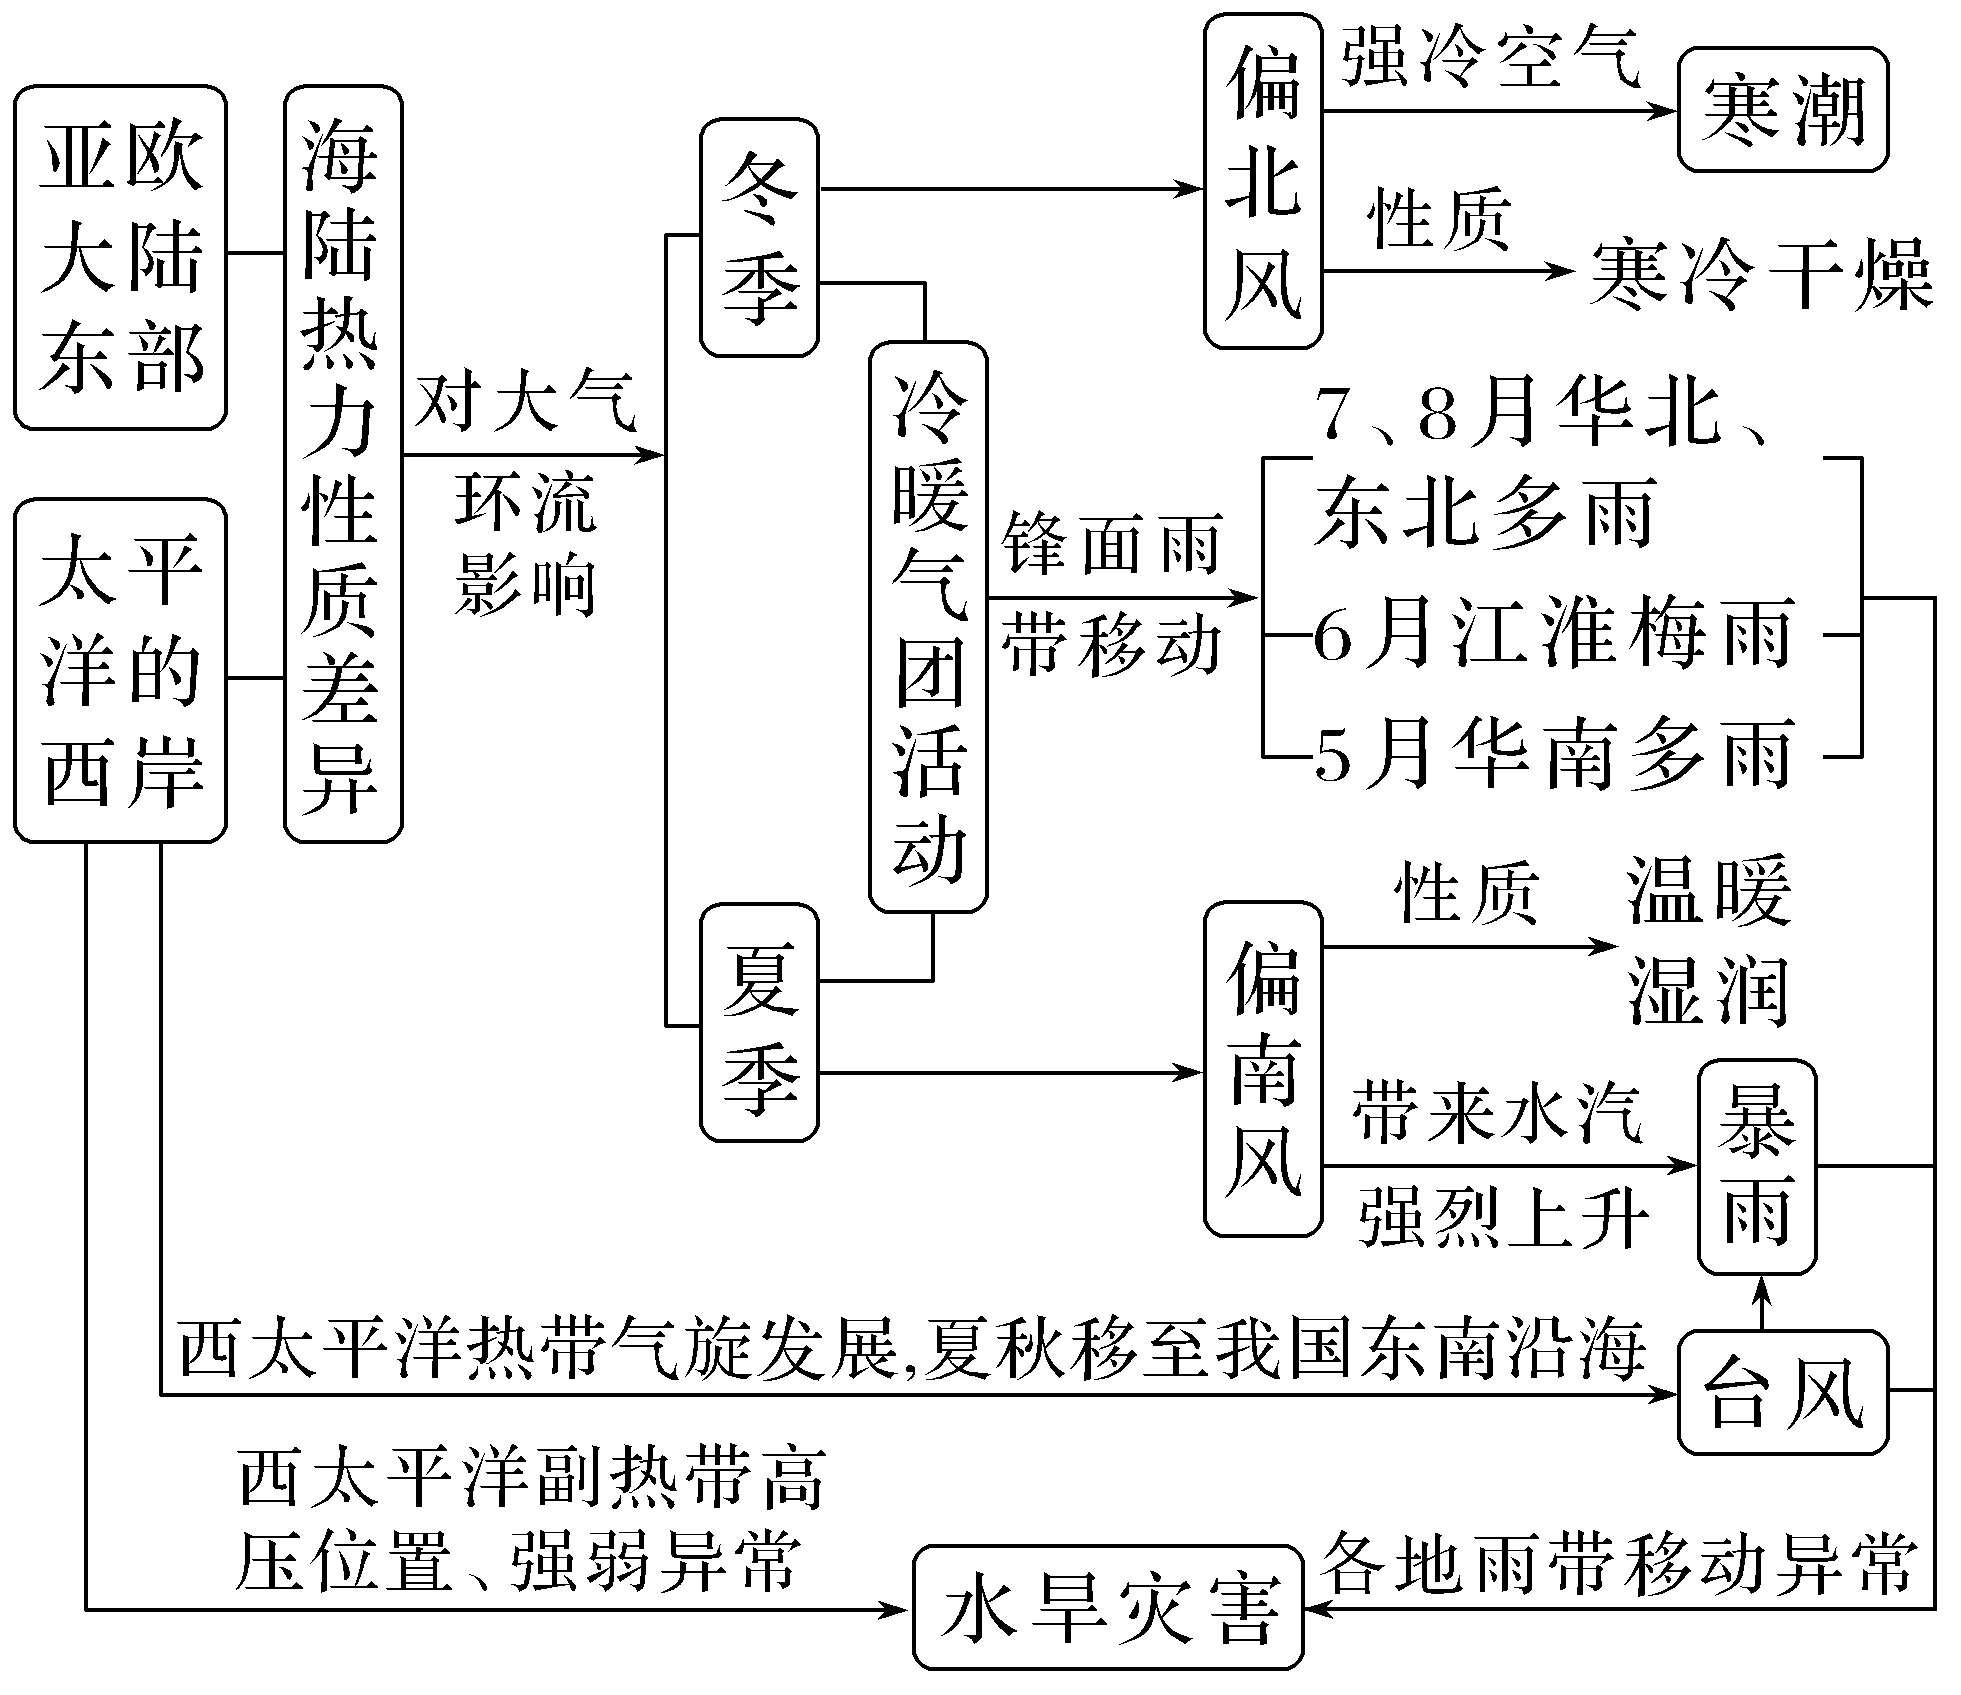 亚欧
大陆
东部
太平
洋的
西岸
海陆热力性质差异
对大气
环流
影响
冬季
夏季
冷暖气团活动
偏北风
强冷空气
寒潮
性质
寒冷干燥
锋面雨
带移动
7、8月华北、
东北多雨
6月江淮梅雨
5月华南多雨
偏南风
性质
温暖
湿润
带来水汽
强烈上升
暴雨
西太平洋热带气旋发展,夏秋移至我国东南沿海
台风
西太平洋副热带高
压位置、强弱异常
水旱灾害
各地雨带移动异常